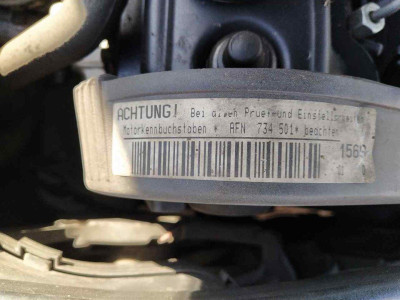 ACHTUNG! Bei allen Pruef-und Einstellarbeiten
Motorkennbuchstaben * AFN 734 501* beachten
1569